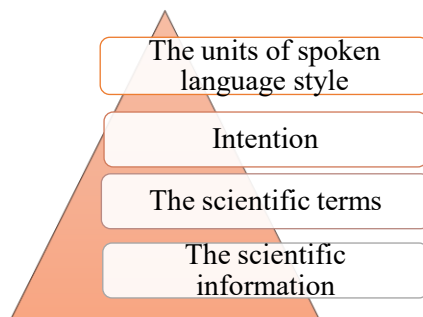 The units of spoken
language style
Intention
The scientific terms
The scientific
information